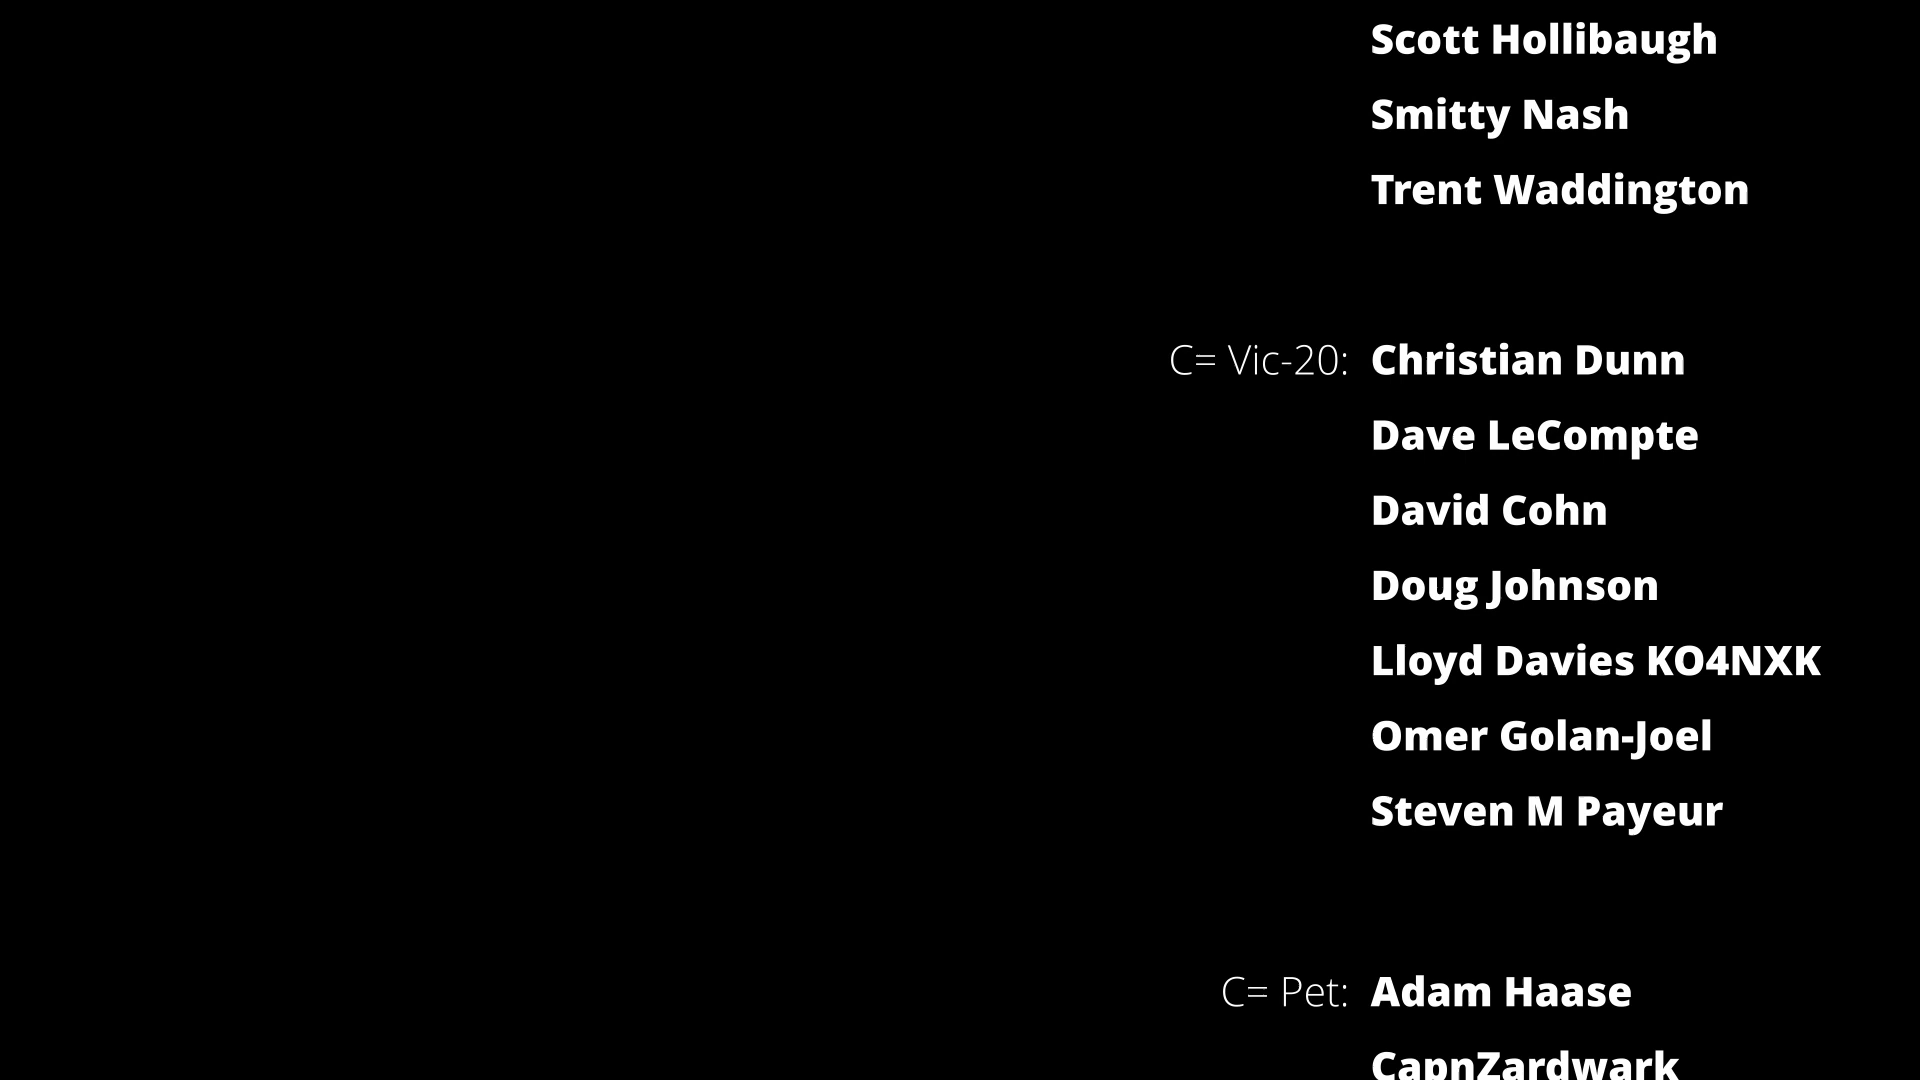 Scott Hollibaugh
Smitty Nash
Trent Waddington
C= Vic-20: Christian Dunn
Dave LeCompte
David Cohn
Doug Johnson
Lloyd Davies KO4NXK
Omer Golan-Joel
Steven M Payeur
C= Pet: Adam Haase
CapnZardwark